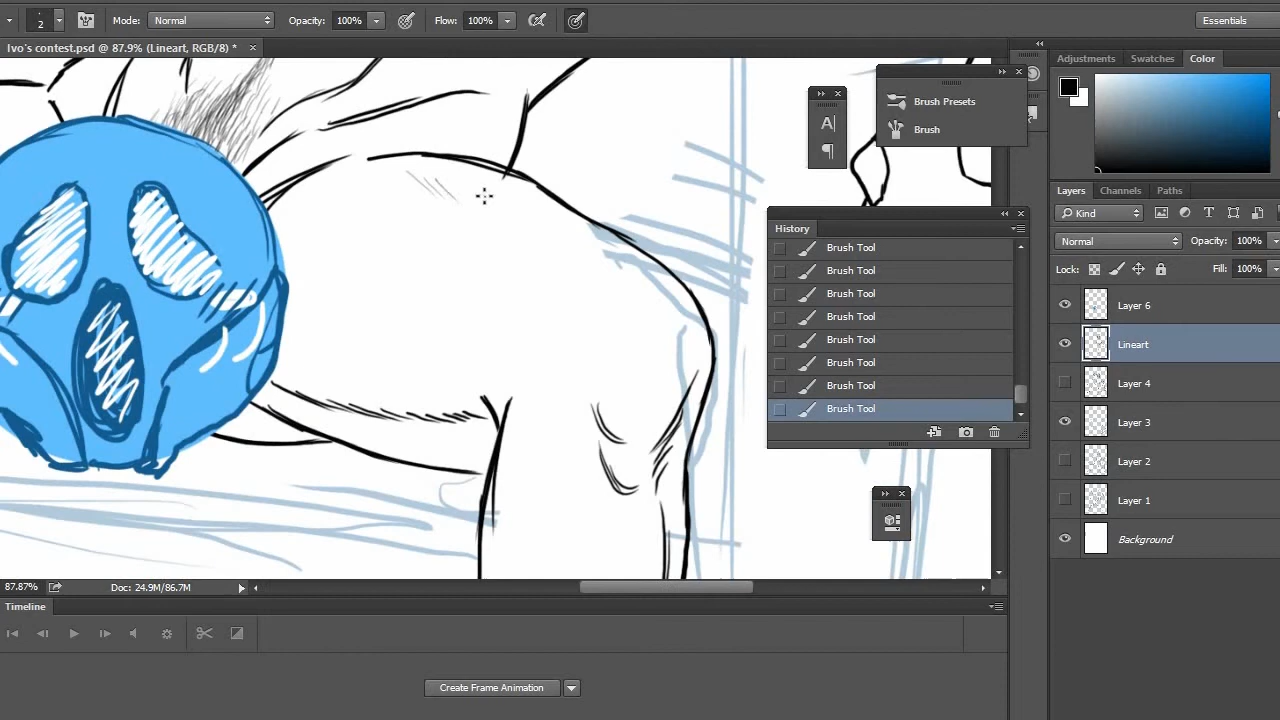 2 Mode: Normal Opacity: 100% Flow: 100% Essentials
Ivo's contest.psd @ 87.9% (Lineart, RGB/8) * ×
Adjustments Swatches Color
Brush Presets
Brush
A
Layers Channels Paths
Kind
Normal Opacity: 100%
Lock: Fill: 100%
Layer 6
Lineart
Layer 4
Layer 3
Layer 2
Layer 1
Background
History
Brush Tool
Brush Tool
Brush Tool
Brush Tool
Brush Tool
Brush Tool
Brush Tool
Brush Tool
87.87% Doc: 24.9M/86.7M
Timeline
Create Frame Animation